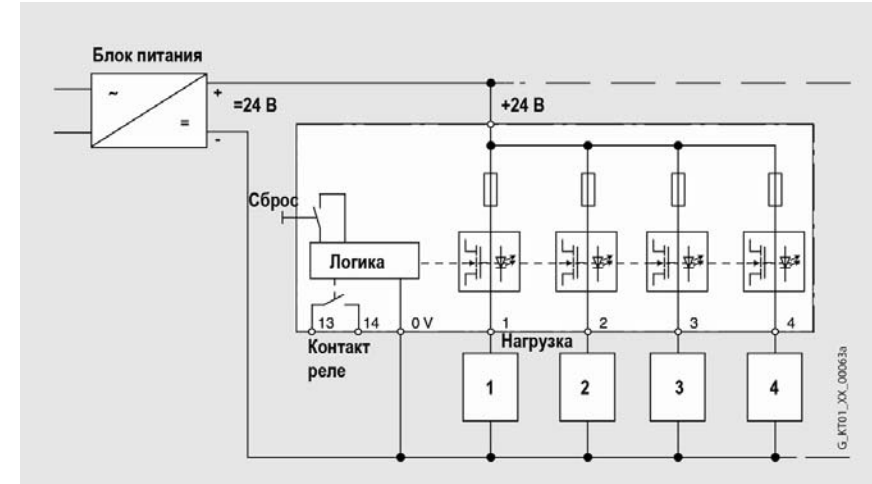 Блок питания
~
=
+
-
=24 В
+24 В
Сброс
Логика
13
14
0 V
1
2
3
4
Контакт
реле
Нагрузка
1
2
3
4
G_KT01_XX_00063a